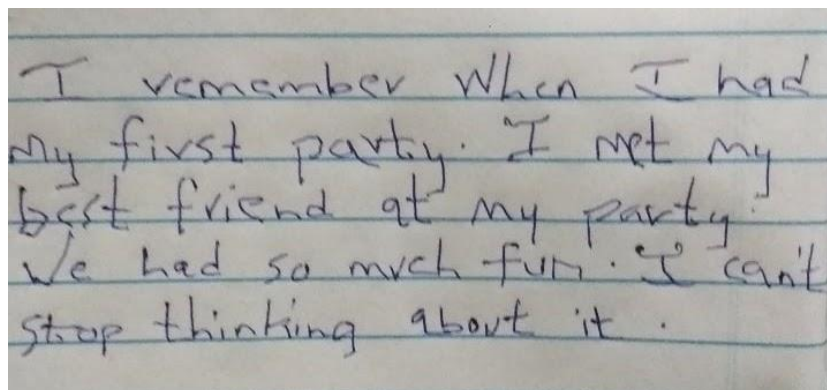 I remember When I had
My first party. I met my
best friend at My party.
We had so much fun. I can't
stop thinking about it.